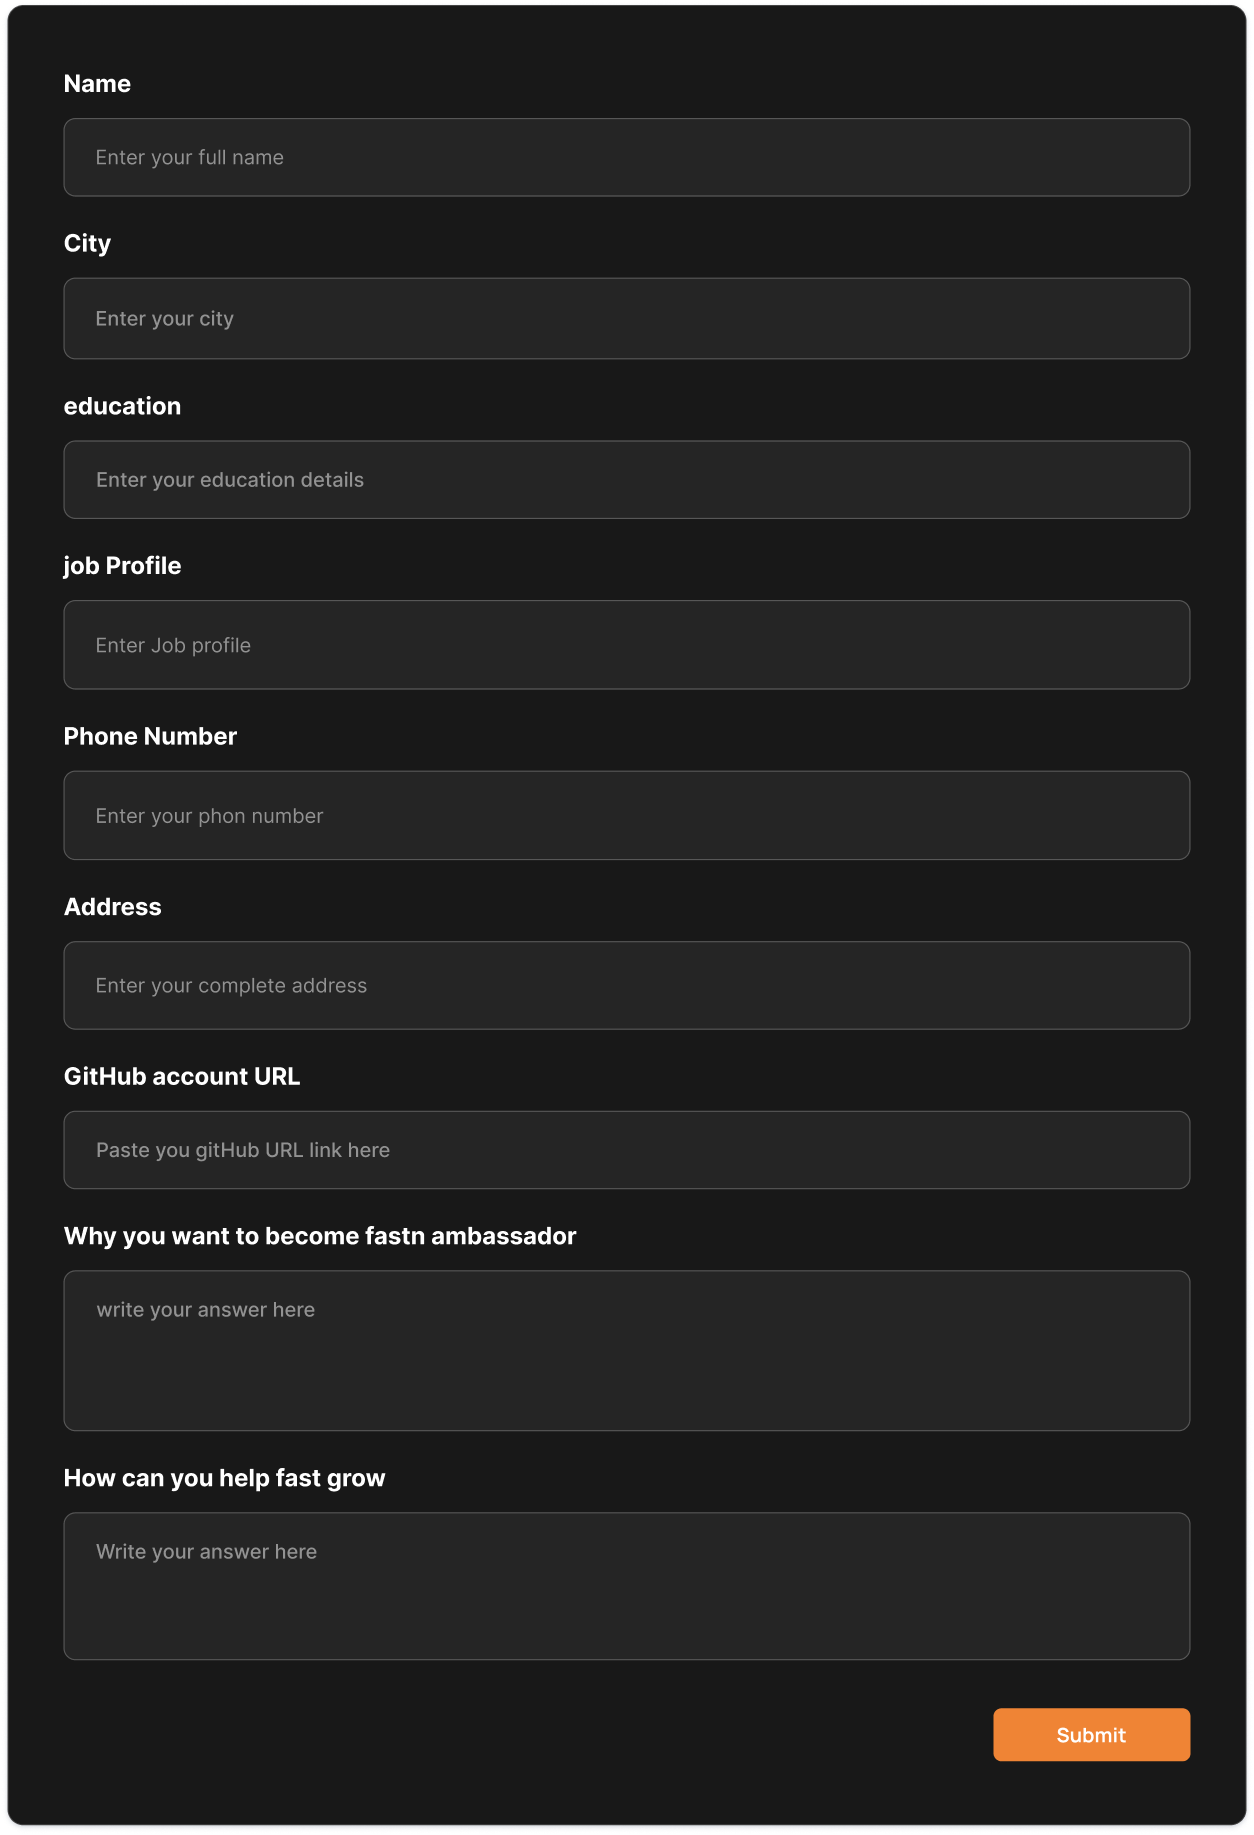 Name
Enter your full name
City
Enter your city
education
Enter your education details
job Profile
Enter Job profile
Phone Number
Enter your phon number
Address
Enter your complete address
GitHub account URL
Paste you gitHub URL link here
Why you want to become fastn ambassador
write your answer here
How can you help fast grow
Write your answer here
Submit